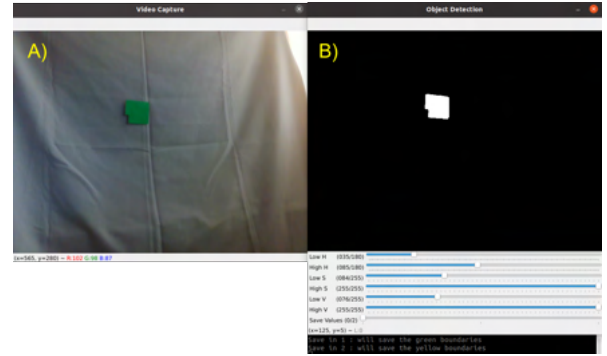 Video Capture
A)
(x=565, y=280) ~ R:102 G:98 B:87
Object Detection
B)
Low H (035/180)
High H (085/180)
Low S (084/255)
High S (255/255)
Low V (076/255)
High V (255/255)
Save Values (0/2)
(x=125, y=5) ~ L:0
Save in 1 : will save the green boundaries
Save in 2 : will save the yellow boundaries